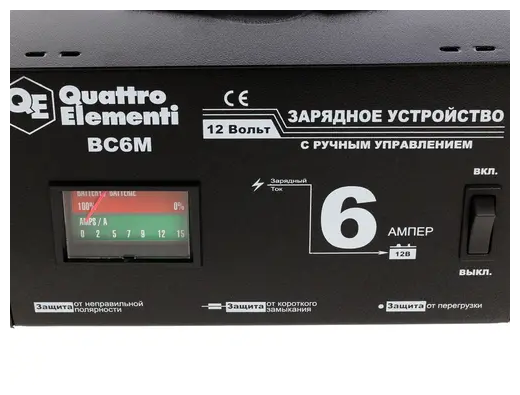 QE Quattro Elementi
BC6M
CE
12 Вольт
ЗАРЯДНОЕ УСТРОЙСТВО
С РУЧНЫМ УПРАВЛЕНИЕМ
ВКЛ.
Зарядный
Ток
6 АМПЕР
12В
ВЫКЛ.
BATTERY, BATTERIE
100% 0%
AMPS / A
0 2 5 7 9 12 15
Защита от неправильной
полярности
Защита от короткого
замыкания
Защита от перегрузки